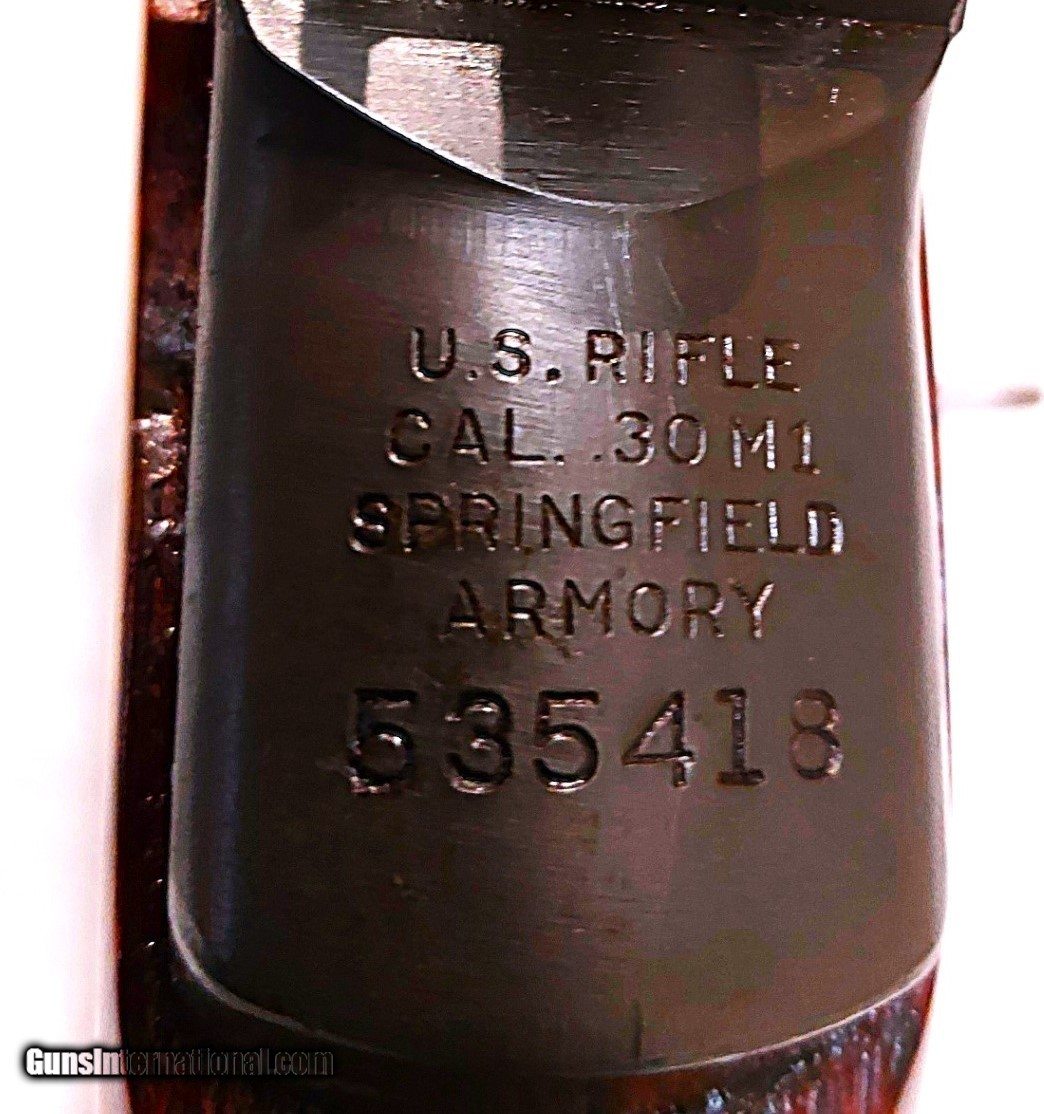 U.S. RIFLE
CAL. .30 M1
SPRINGFIELD
ARMORY
535418
GunsInternational.com